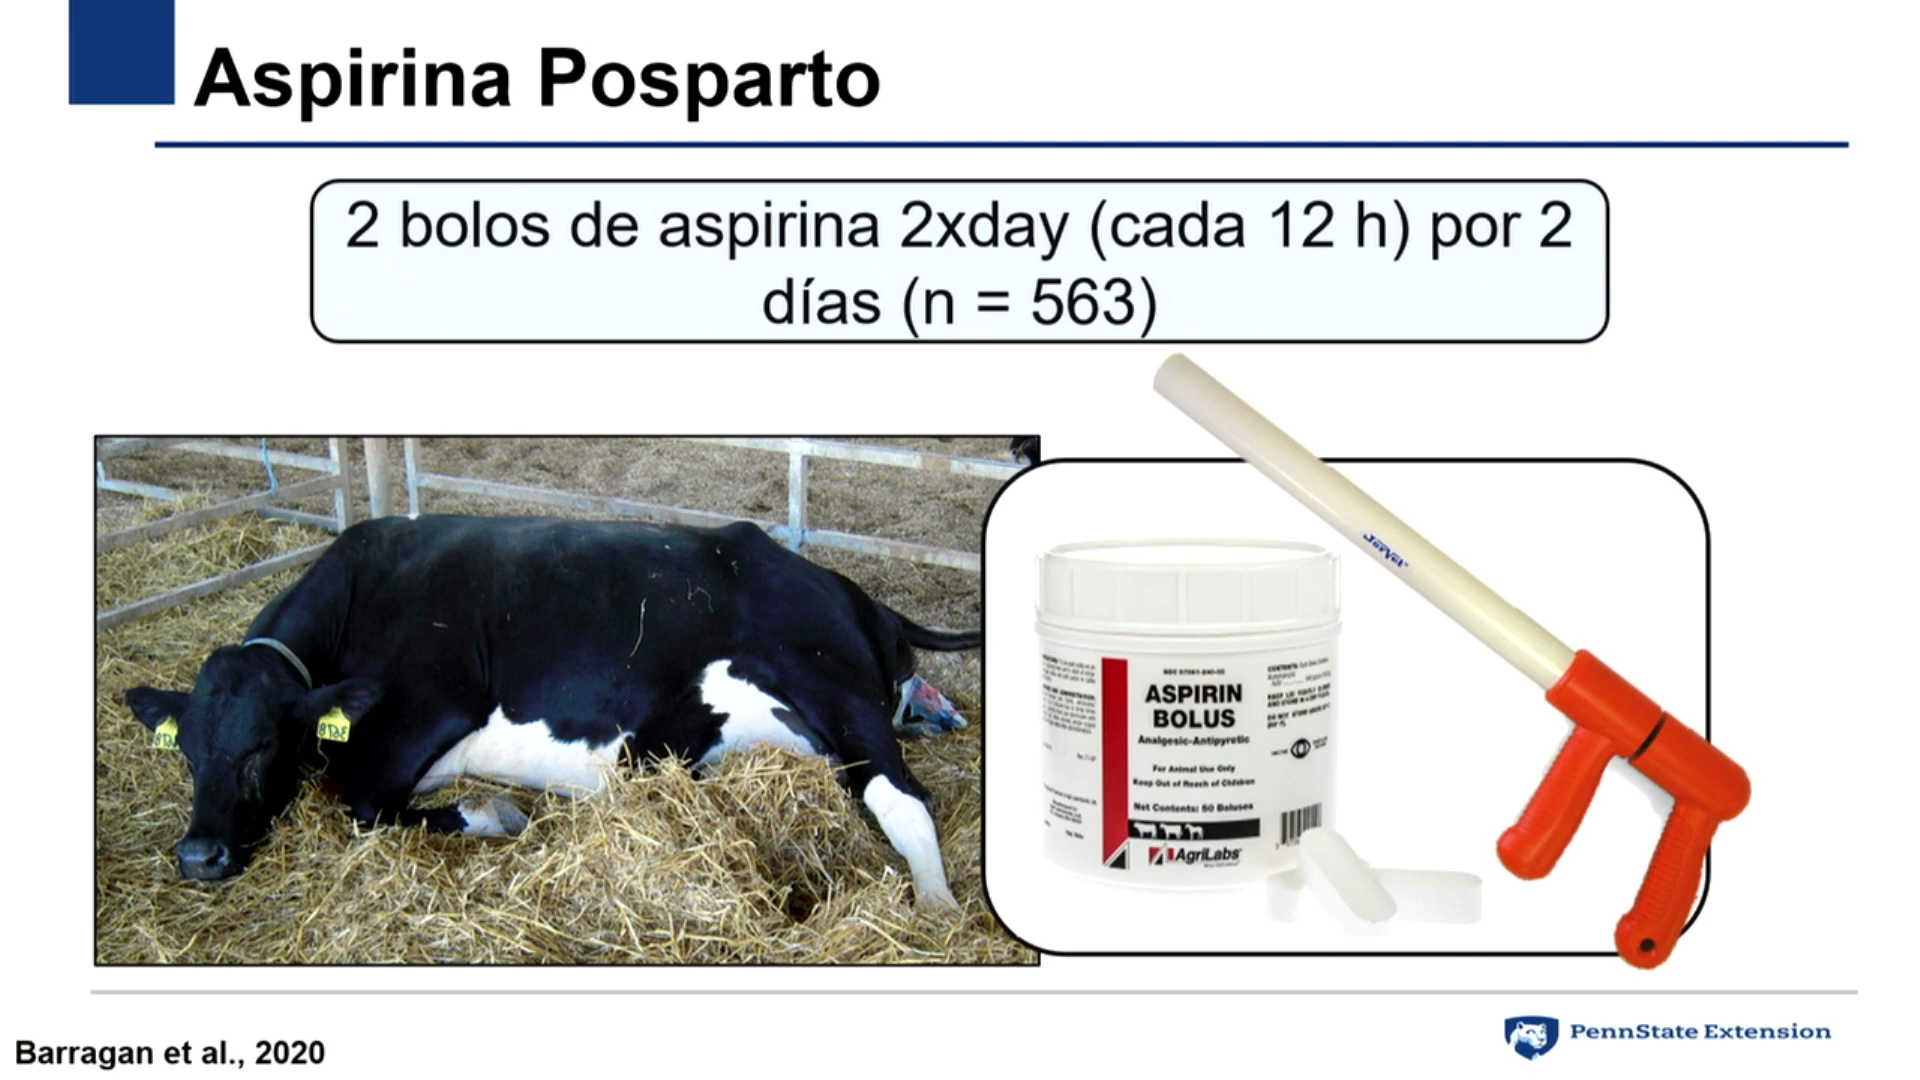 Aspirina Posparto
2 bolos de aspirina 2xday (cada 12 h) por 2
días (n = 563)
JorVet
ASPIRIN
BOLUS
Analgesic-Antipyretic
For Animal Use Only
Keep Out of Reach of Children
Net Contents: 50 Boluses
AgriLabs
Barragan et al., 2020
PennState Extension